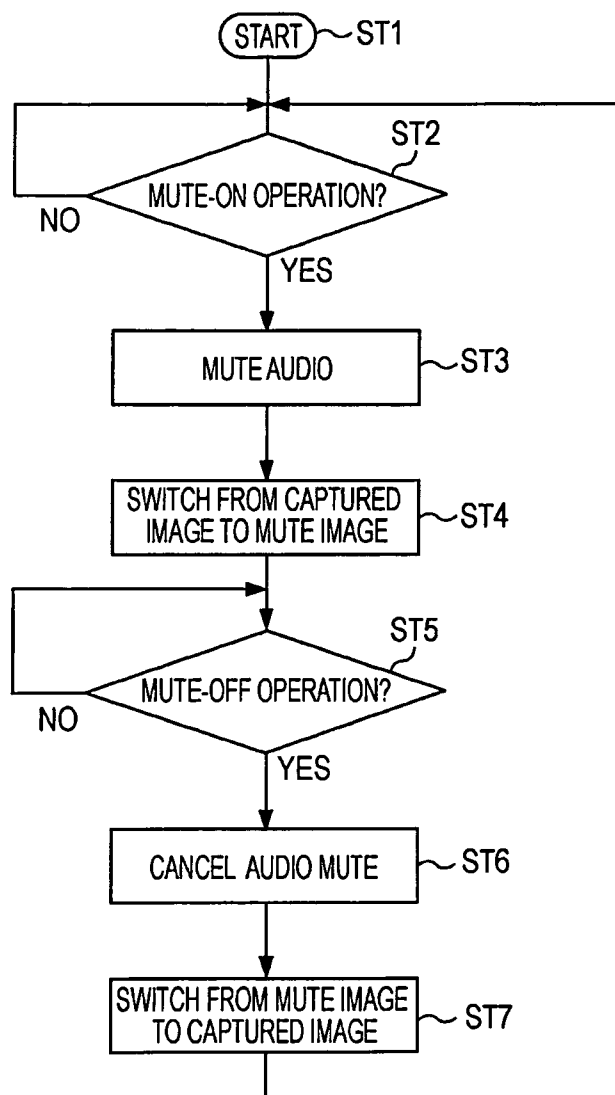 START
ST1
ST2
MUTE-ON OPERATION?
NO
YES
MUTE AUDIO
ST3
SWITCH FROM CAPTURED
IMAGE TO MUTE IMAGE
ST4
ST5
MUTE-OFF OPERATION?
NO
YES
CANCEL AUDIO MUTE
ST6
SWITCH FROM MUTE IMAGE
TO CAPTURED IMAGE
ST7